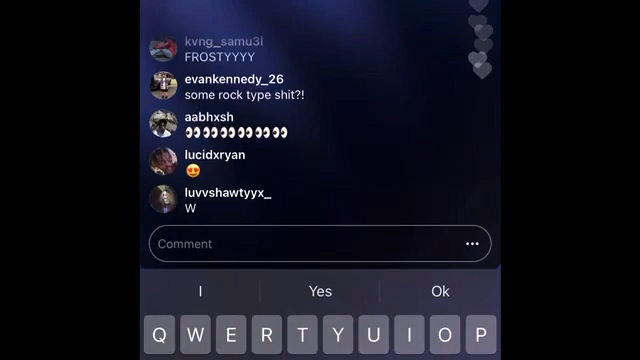 kvng_samu3l
FROSTYYYY
evankennedy_26
some rock type shit?!
aabhxsh
👀👀👀👀👀👀👀👀👀👀👀👀
lucidxryan
😍
luvvshawtyyx_
W
Comment
I Yes Ok
Q W E R T Y U I O P